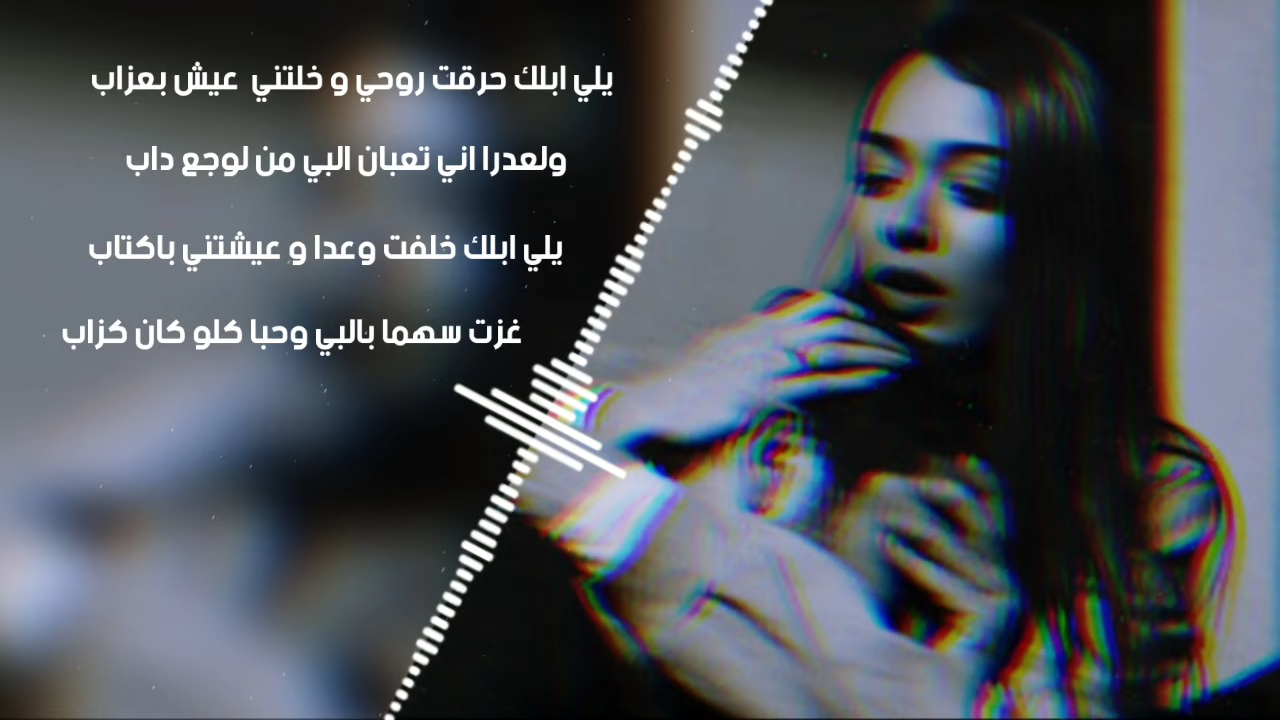 يلي ابلك حرقت روحي و خلتني عيش بعزاب
ولعدرا اني تعبان البي من لوجع داب
يلي ابلك خلفت وعدا و عيشتني باكتاب
غزت سهما بالبي وحبا كلو كان كزاب